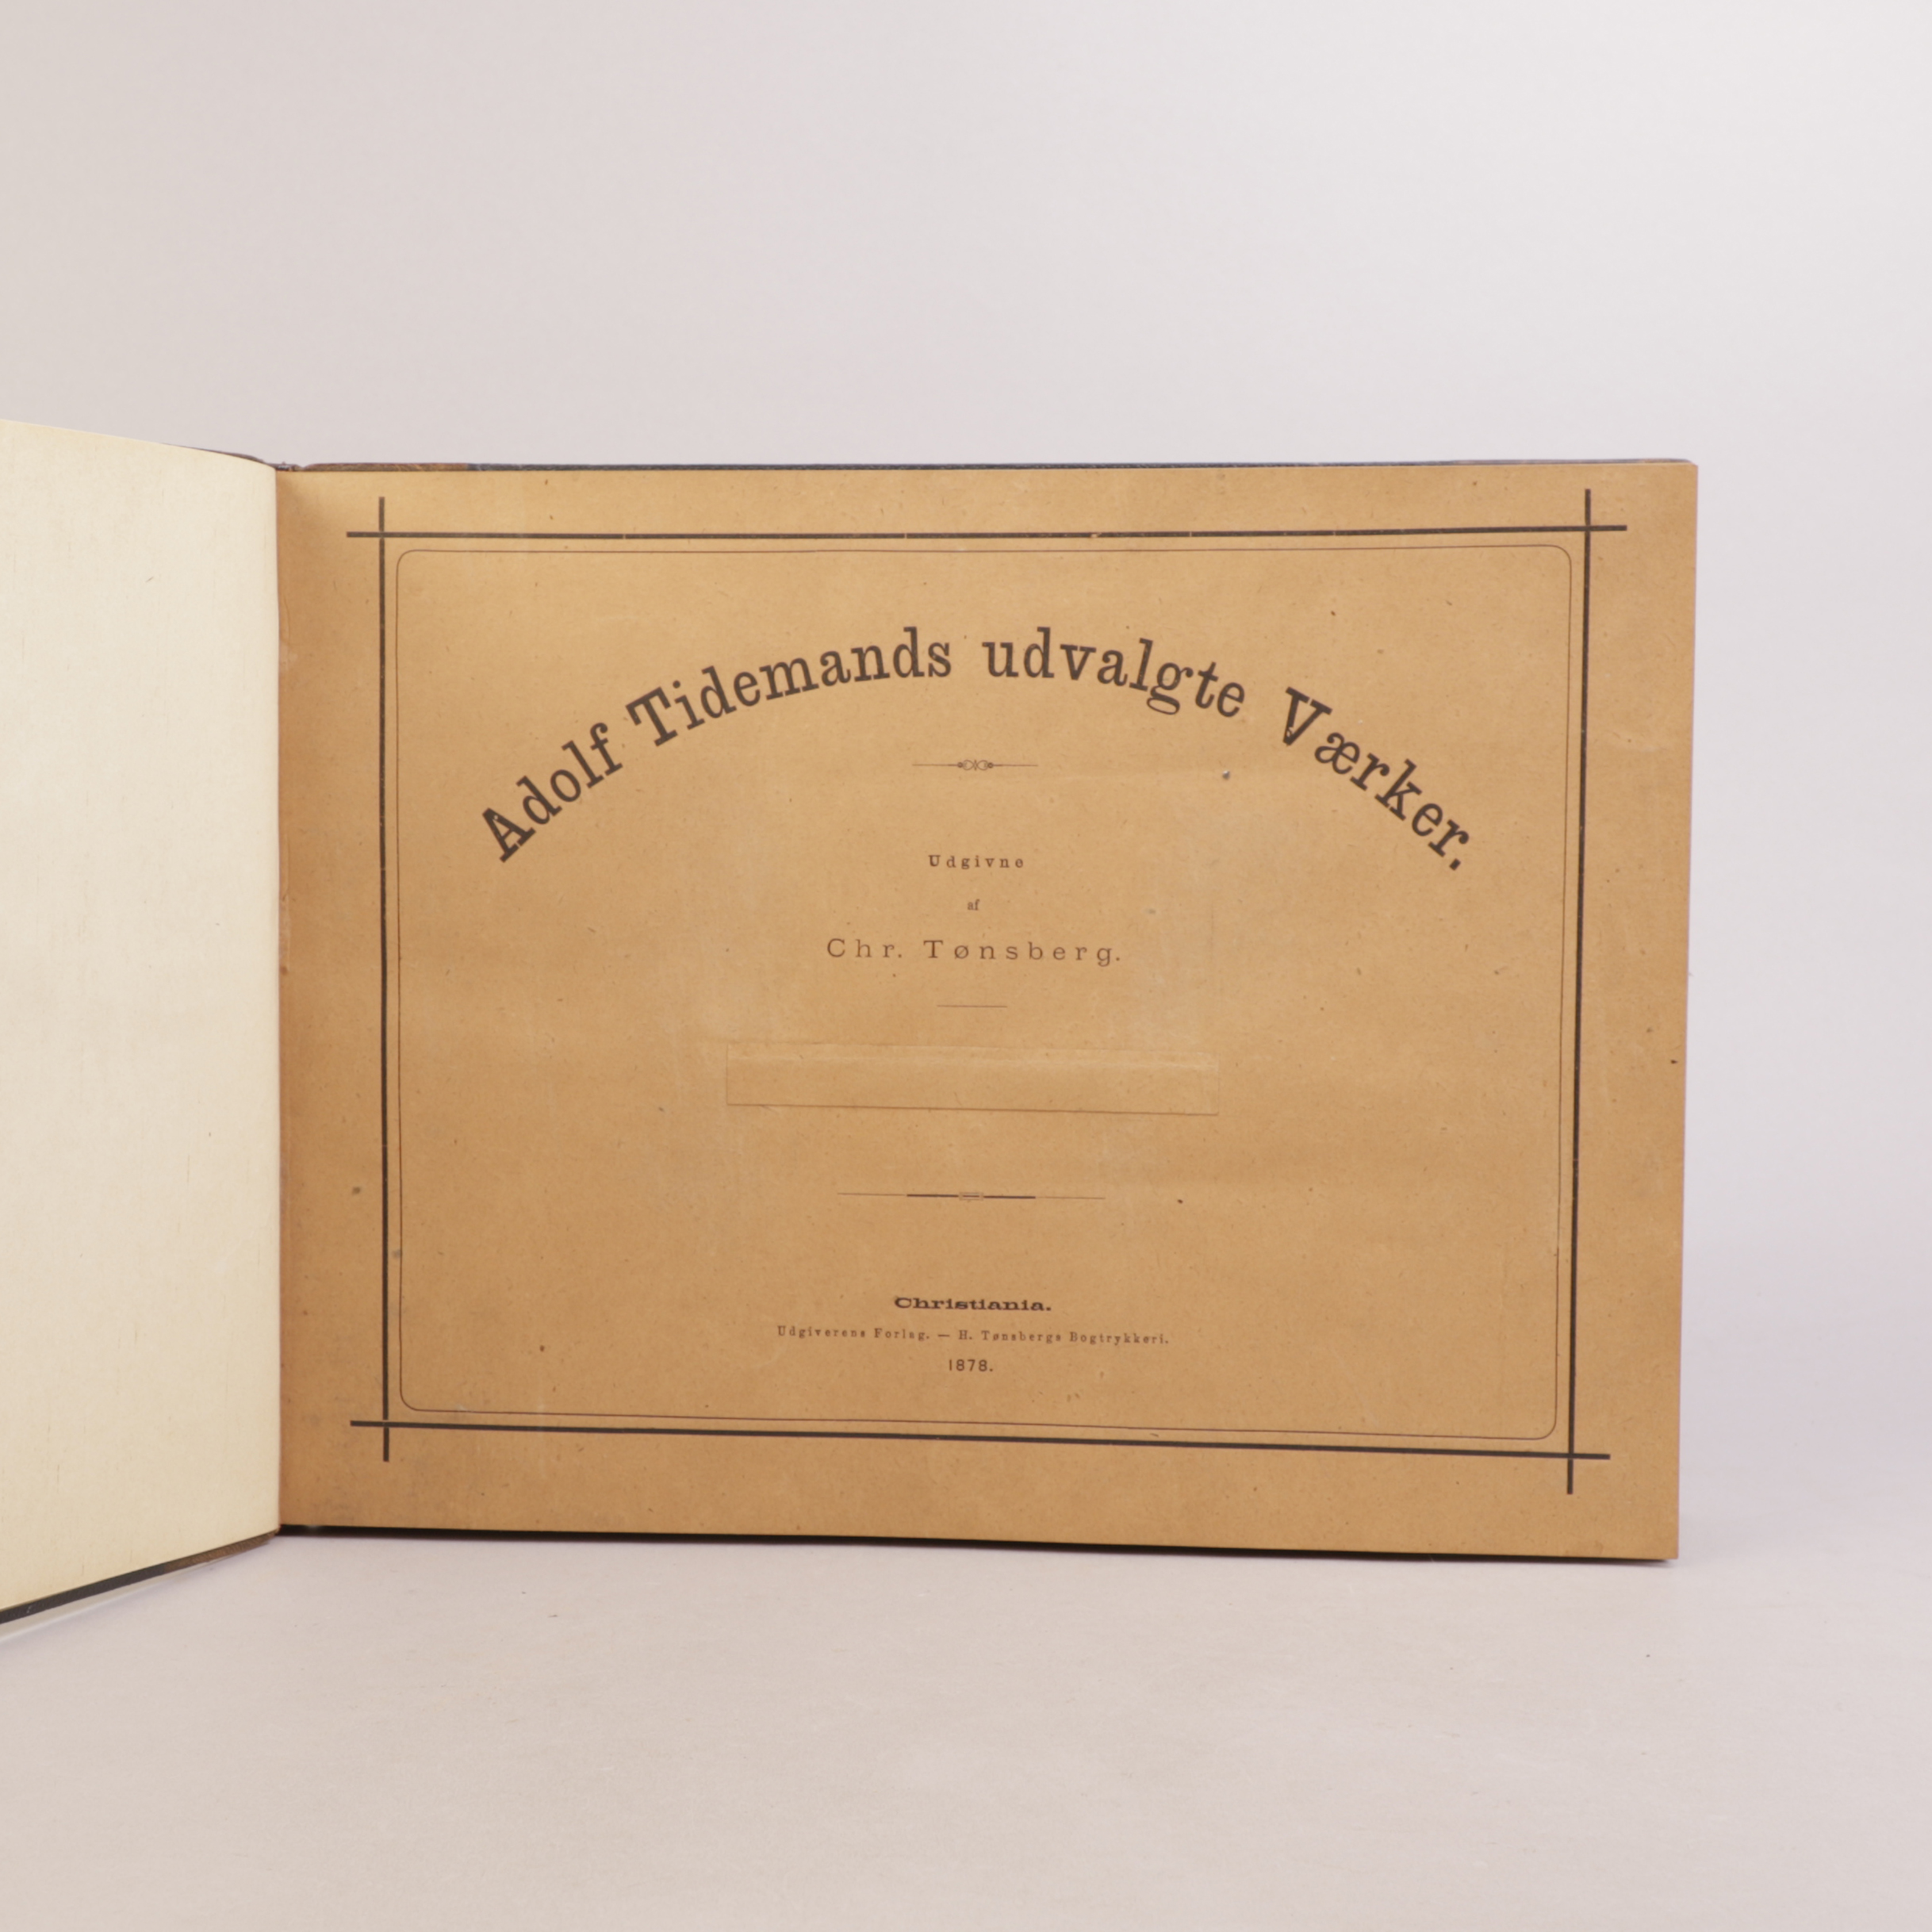 Adolf Tidemands udvalgte Værker.
Udgivne
af
Chr. Tønsberg.
Christiania.
Udgiverens Forlag. — H. Tønsbergs Bogtrykkeri.
1878.